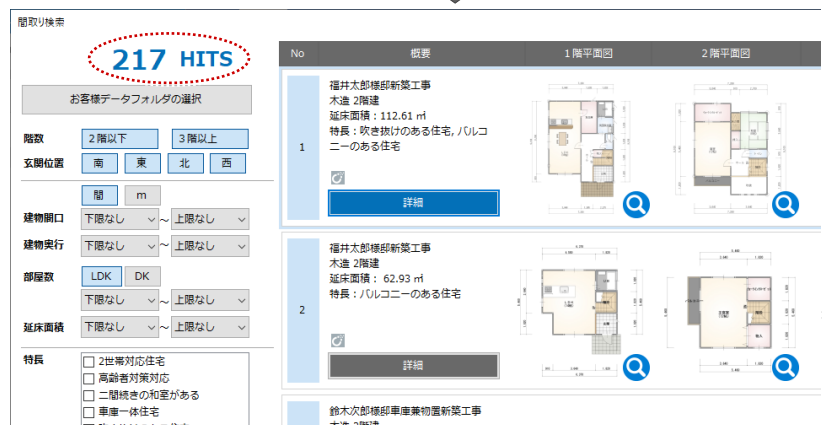 間取り検索
217 HITS
お客様データフォルダの選択
階数 2階以下 3階以上
玄関位置 南 東 北 西
間 m
建物開口 下限なし ～ 上限なし
建物実行 下限なし ～ 上限なし
部屋数 LDK DK
下限なし ～ 上限なし
延床面積 下限なし ～ 上限なし
特長 2世帯対応住宅
高齢者対策対応
二間続きの和室がある
車庫一体住宅
No 概要 1階平面図 2階平面図
1
福井太郎様邸新築工事
木造 2階建
延床面積：112.61 ㎡
特長：吹き抜けのある住宅, バルコ
ニーのある住宅
詳細
2
福井太郎様邸新築工事
木造 2階建
延床面積： 62.93 ㎡
特長：バルコニーのある住宅
詳細
鈴木次郎様邸車庫兼物置新築工事
木造 2階建